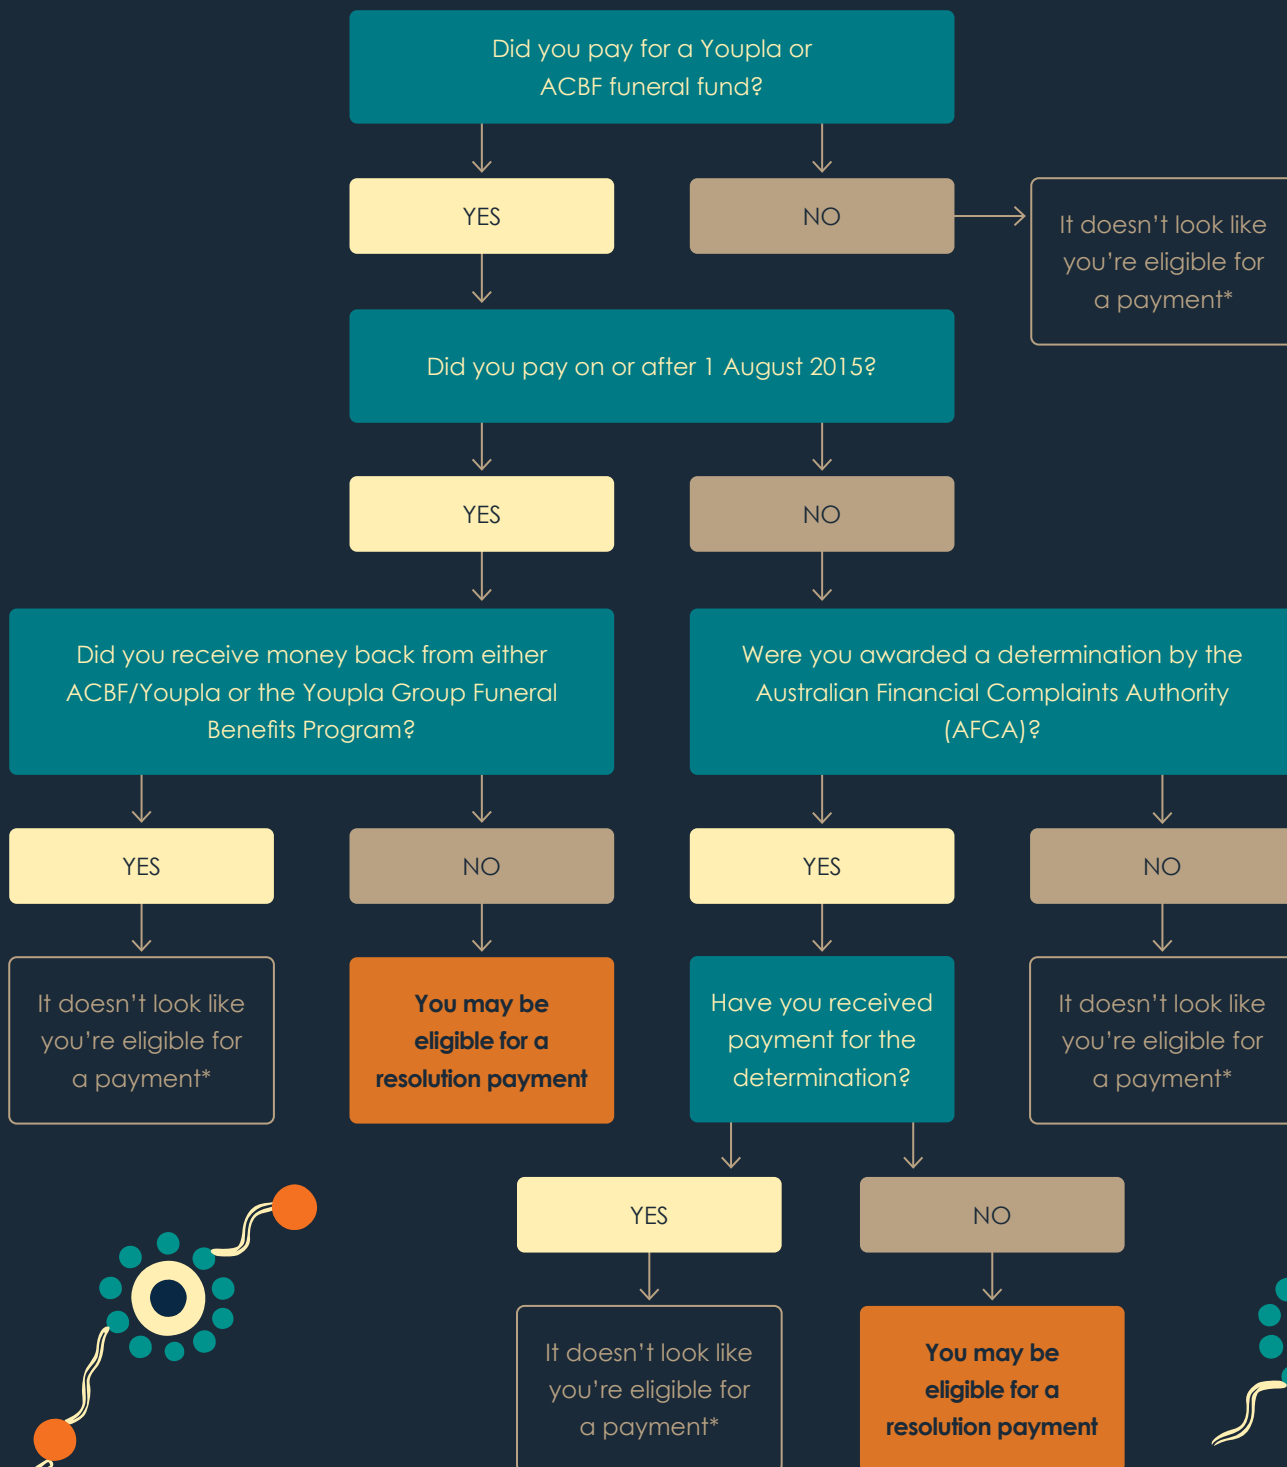 Did you pay for a Youpla or
ACBF funeral fund?
YES
NO
It doesn't look like
you're eligible for
a payment*
Did you pay on or after 1 August 2015?
YES
NO
Did you receive money back from either
ACBF/Youpla or the Youpla Group Funeral
Benefits Program?
Were you awarded a determination by the
Australian Financial Complaints Authority
(AFCA)?
YES
NO
YES
NO
It doesn't look like
you're eligible for
a payment*
You may be
eligible for a
resolution payment
Have you received
payment for the
determination?
It doesn't look like
you're eligible for
a payment*
YES
NO
It doesn't look like
you're eligible for
a payment*
You may be
eligible for a
resolution payment